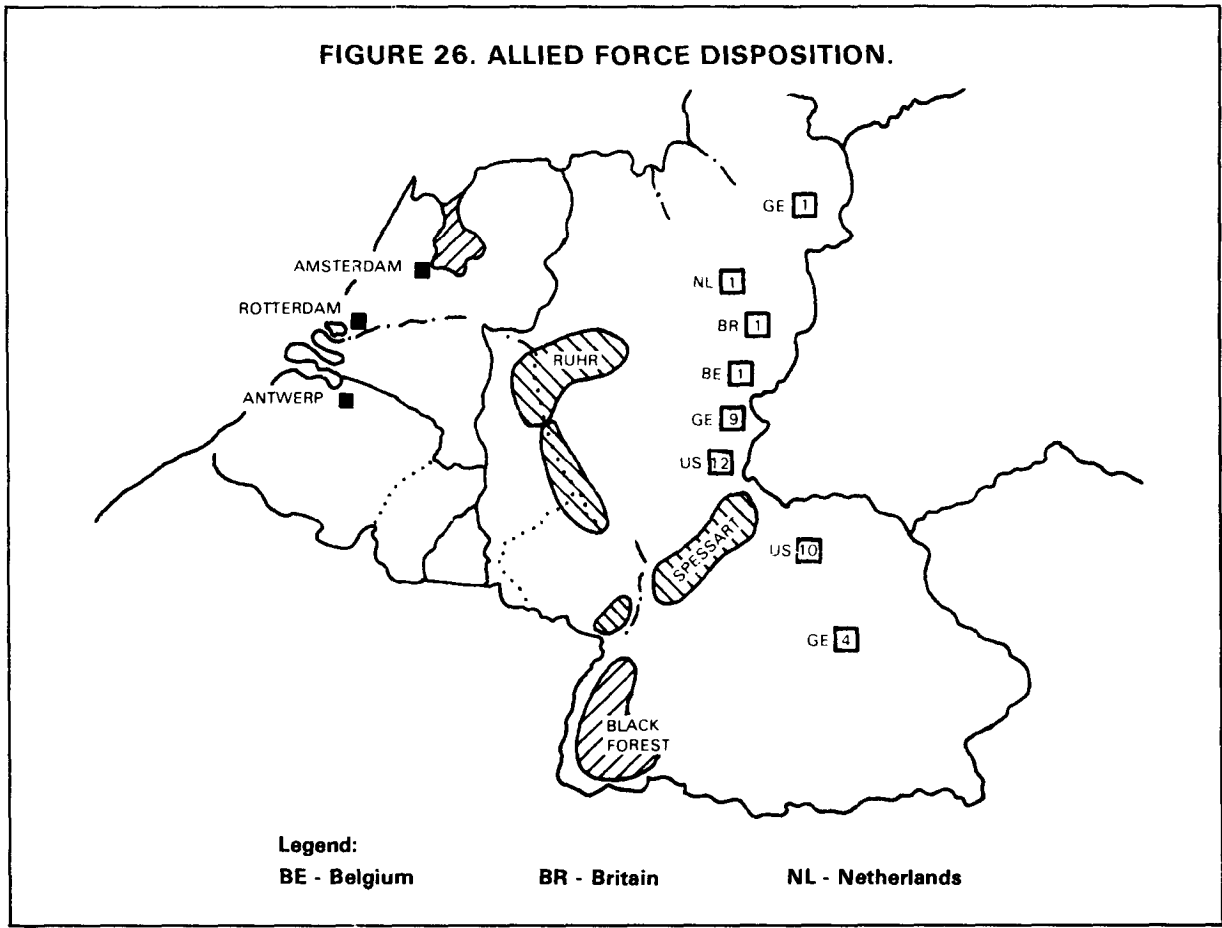 FIGURE 26. ALLIED FORCE DISPOSITION.
GE 1
AMSTERDAM
NL 1
ROTTERDAM
BR 1
RUHR
BE 1
ANTWERP
GE 9
US 12
SPESSART
US 10
GE 4
BLACK
FOREST
Legend:
BE - Belgium BR - Britain NL - Netherlands